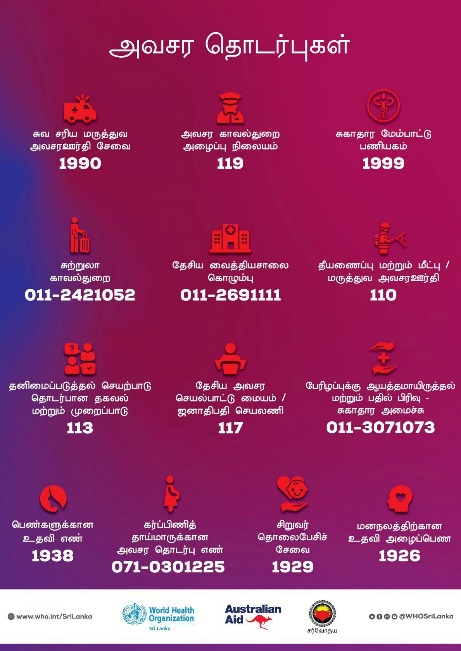 அவசர தொடர்புகள்
சுவ சரிய மருத்துவ
அவசரஊர்தி சேவை
1990
அவசர காவல்துறை
அழைப்பு நிலையம்
119
சுகாதார மேம்பாட்டு
பணியகம்
1999
சுற்றுலா
காவல்துறை
011-2421052
தேசிய வைத்தியசாலை
கொழும்பு
011-2691111
தீயணைப்பு மற்றும் மீட்பு /
மருத்துவ அவசரஊர்தி
110
தனிமைப்படுத்தல் செயற்பாடு
தொடர்பான தகவல்
மற்றும் முறைப்பாடு
113
தேசிய அவசர
செயல்பாட்டு மையம் /
ஜனாதிபதி செயலணி
117
பேரிழப்புக்கு ஆயத்தமாயிருத்தல்
மற்றும் பதில் பிரிவு -
சுகாதார அமைச்சு
011-3071073
பெண்களுக்கான
உதவி எண்
1938
கர்ப்பிணித்
தாய்மாருக்கான
அவசர தொடர்பு எண்
071-0301225
சிறுவர்
தொலைபேசிச்
சேவை
1929
மனநலத்திற்கான
உதவி அழைப்பெண
1926
www.who.int/SriLanka
World Health
Organization
Sri Lanka
Australian
Aid
சர்வோதய
@WHOSriLanka